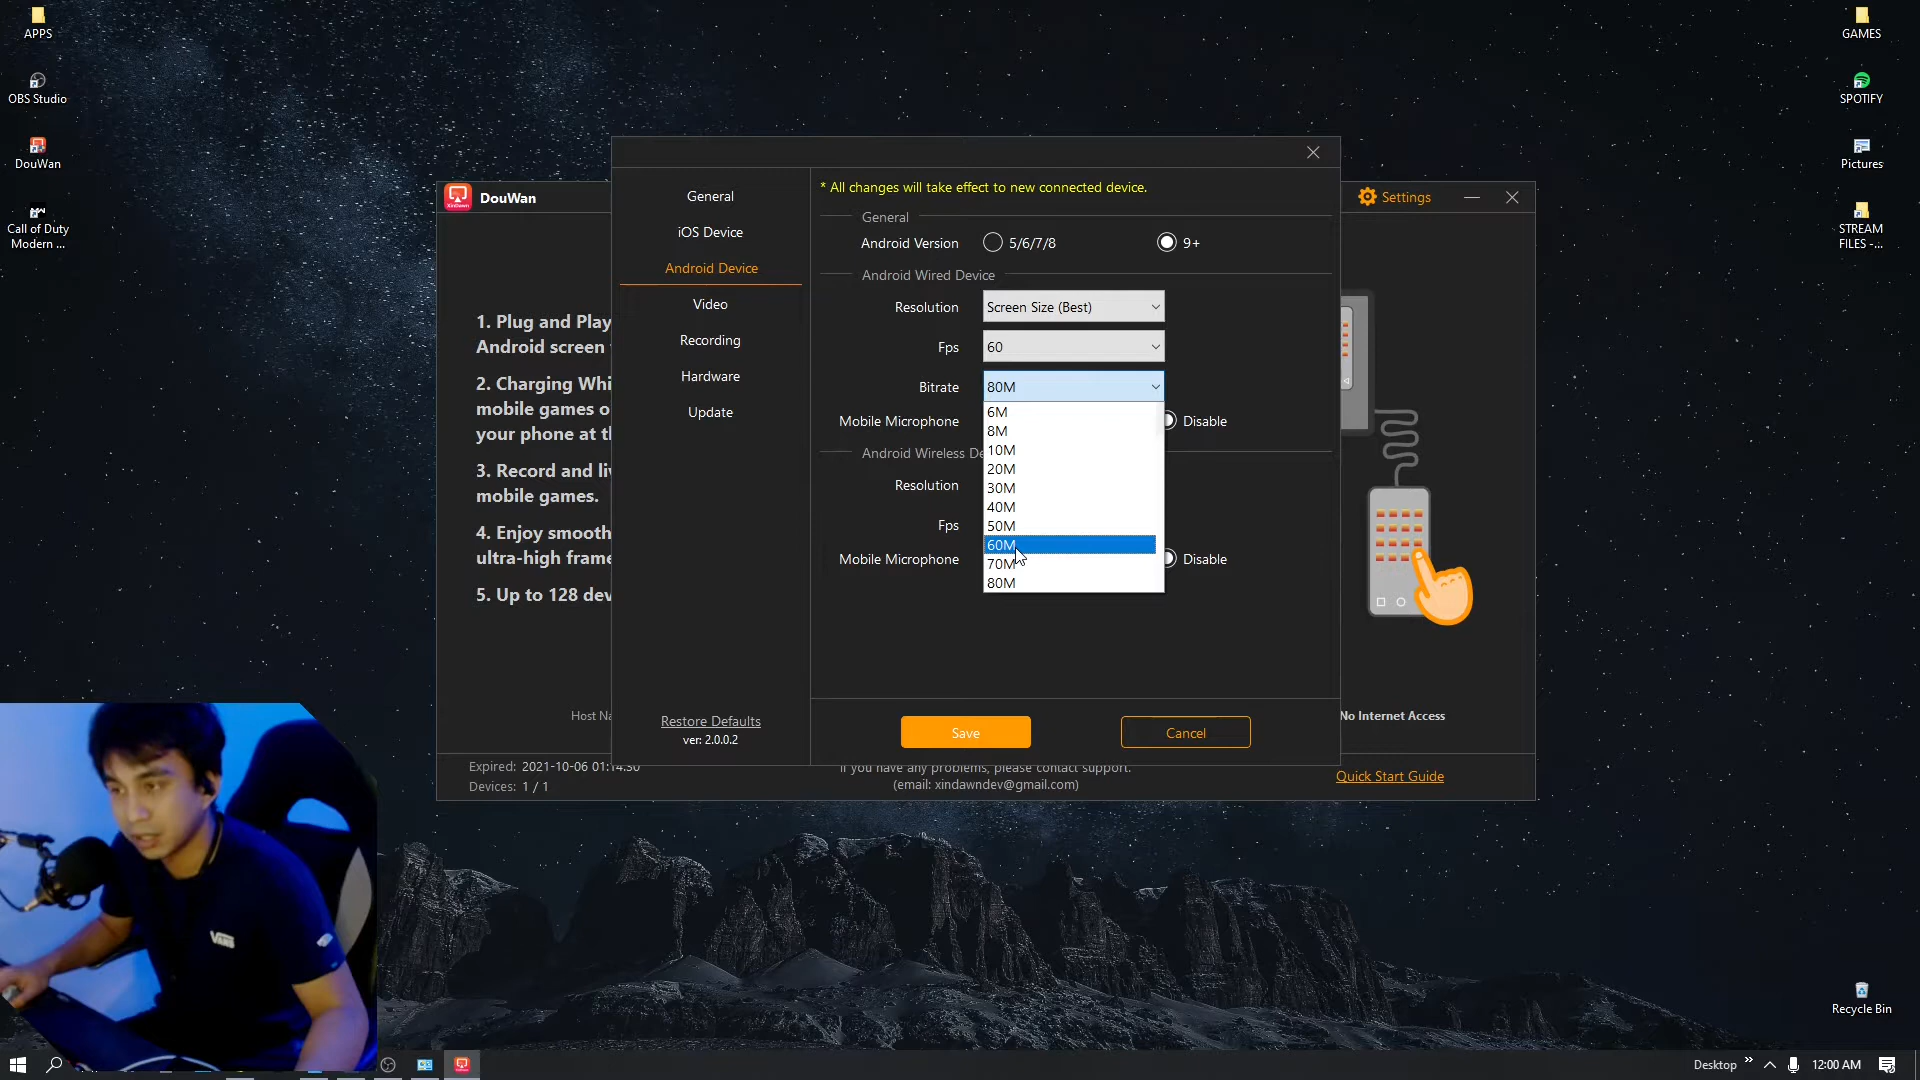 APPS
GAMES
OBS Studio
SPOTIFY
DouWan
Pictures
Call of Duty
Modern ...
STREAM
FILES -...
DouWan
Settings
1. Plug and Play
Android screen
2. Charging Whi
mobile games o
your phone at th
3. Record and li
mobile games.
4. Enjoy smooth
ultra-high frame
5. Up to 128 dev
Host Na
No Internet Access
Expired: 2021-10-06 01:14:30
Devices: 1 / 1
If you have any problems, please contact support.
(email: xindawndev@gmail.com)
Quick Start Guide
General
iOS Device
Android Device
Video
Recording
Hardware
Update
Restore Defaults
ver: 2.0.0.2
* All changes will take effect to new connected device.
General
Android Version 5/6/7/8 9+
Android Wired Device
Resolution Screen Size (Best)
Fps 60
Bitrate 80M
6M
8M
10M
20M
30M
40M
50M
60M
70M
80M
Mobile Microphone Disable
Android Wireless De
Resolution
Fps
Mobile Microphone Disable
Save Cancel
VANS
Recycle Bin
Desktop 12:00 AM